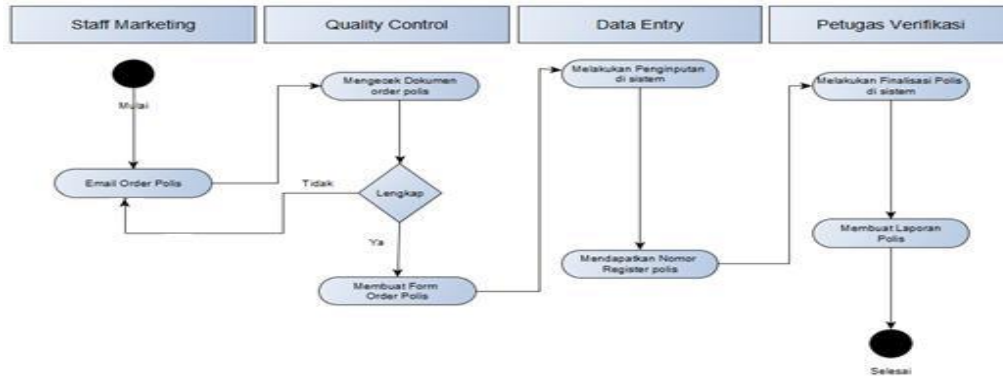 Staff Marketing
Quality Control
Data Entry
Petugas Verifikasi
Mulai
Email Order Polis
Mengecek Dokumen
order polis
Lengkap
Tidak
Ya
Membuat Form
Order Polis
Melakukan Penginputan
di sistem
Mendapatkan Nomor
Register polis
Melakukan Finalisasi Polis
di sistem
Membuat Laporan
Polis
Selesai